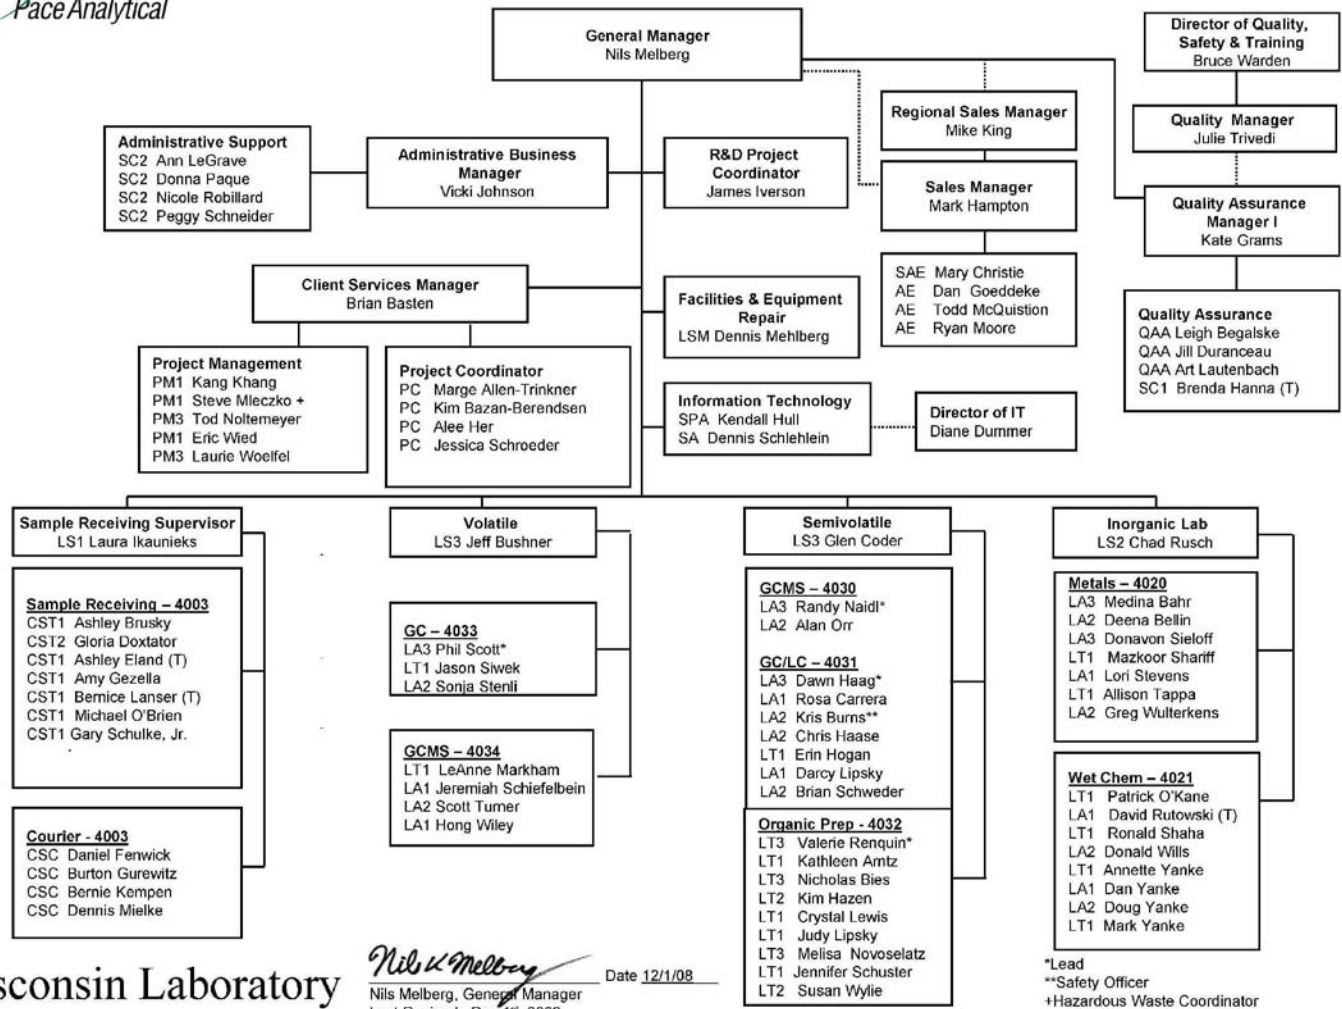 Pace Analytical
General Manager
Nils Melberg
Director of Quality,
Safety & Training
Bruce Warden
Regional Sales Manager
Mike King
Quality Manager
Julie Trivedi
Administrative Support
SC2 Ann LeGrave
SC2 Donna Paque
SC2 Nicole Robillard
SC2 Peggy Schneider
Administrative Business
Manager
Vicki Johnson
R&D Project
Coordinator
James Iverson
Sales Manager
Mark Hampton
Quality Assurance
Manager I
Kate Grams
Client Services Manager
Brian Basten
Facilities & Equipment
Repair
LSM Dennis Mehlberg
SAE Mary Christie
AE Dan Goeddeke
AE Todd McQuistion
AE Ryan Moore
Quality Assurance
QAA Leigh Begalske
QAA Jill Duranceau
QAA Art Lautenbach
SC1 Brenda Hanna (T)
Project Management
PM1 Kang Khang
PM1 Steve Mleczko +
PM3 Tod Noltemeyer
PM1 Eric Wied
PM3 Laurie Woelfel
Project Coordinator
PC Marge Allen-Trinkner
PC Kim Bazan-Berendsen
PC Alee Her
PC Jessica Schroeder
Information Technology
SPA Kendall Hull
SA Dennis Schlehlein
Director of IT
Diane Dummer
Sample Receiving Supervisor
LS1 Laura Ikaunieks
Volatile
LS3 Jeff Bushner
Semivolatile
LS3 Glen Coder
Inorganic Lab
LS2 Chad Rusch
Sample Receiving – 4003
CST1 Ashley Brusky
CST2 Gloria Doxtator
CST1 Ashley Eland (T)
CST1 Amy Gezella
CST1 Bernice Lanser (T)
CST1 Michael O'Brien
CST1 Gary Schulke, Jr.
Courier - 4003
CSC Daniel Fenwick
CSC Burton Gurewitz
CSC Bernie Kempen
CSC Dennis Mielke
GC – 4033
LA3 Phil Scott*
LT1 Jason Siwek
LA2 Sonja Stenli
GCMS – 4034
LT1 LeAnne Markham
LA1 Jeremiah Schiefelbein
LA2 Scott Turner
LA1 Hong Wiley
GCMS – 4030
LA3 Randy Naidl*
LA2 Alan Orr
GC/LC – 4031
LA3 Dawn Haag*
LA1 Rosa Carrera
LA2 Kris Burns**
LA2 Chris Haase
LT1 Erin Hogan
LA1 Darcy Lipsky
LA2 Brian Schweder
Organic Prep - 4032
LT3 Valerie Renquin*
LT1 Kathleen Amtz
LT3 Nicholas Bies
LT2 Kim Hazen
LT1 Crystal Lewis
LT1 Judy Lipsky
LT3 Melisa Novoselatz
LT1 Jennifer Schuster
LT2 Susan Wylie
Metals – 4020
LA3 Medina Bahr
LA2 Deena Bellin
LA3 Donavon Sieloff
LT1 Mazkoor Shariff
LA1 Lori Stevens
LT1 Allison Tappa
LA2 Greg Wulterkens
Wet Chem – 4021
LT1 Patrick O'Kane
LA1 David Rutowski (T)
LT1 Ronald Shaha
LA2 Donald Wills
LT1 Annette Yanke
LA1 Dan Yanke
LA2 Doug Yanke
LT1 Mark Yanke
sconsin Laboratory
Nils K Melberg
Date 12/1/08
Nils Melberg, General Manager
*Lead
**Safety Officer
+Hazardous Waste Coordinator